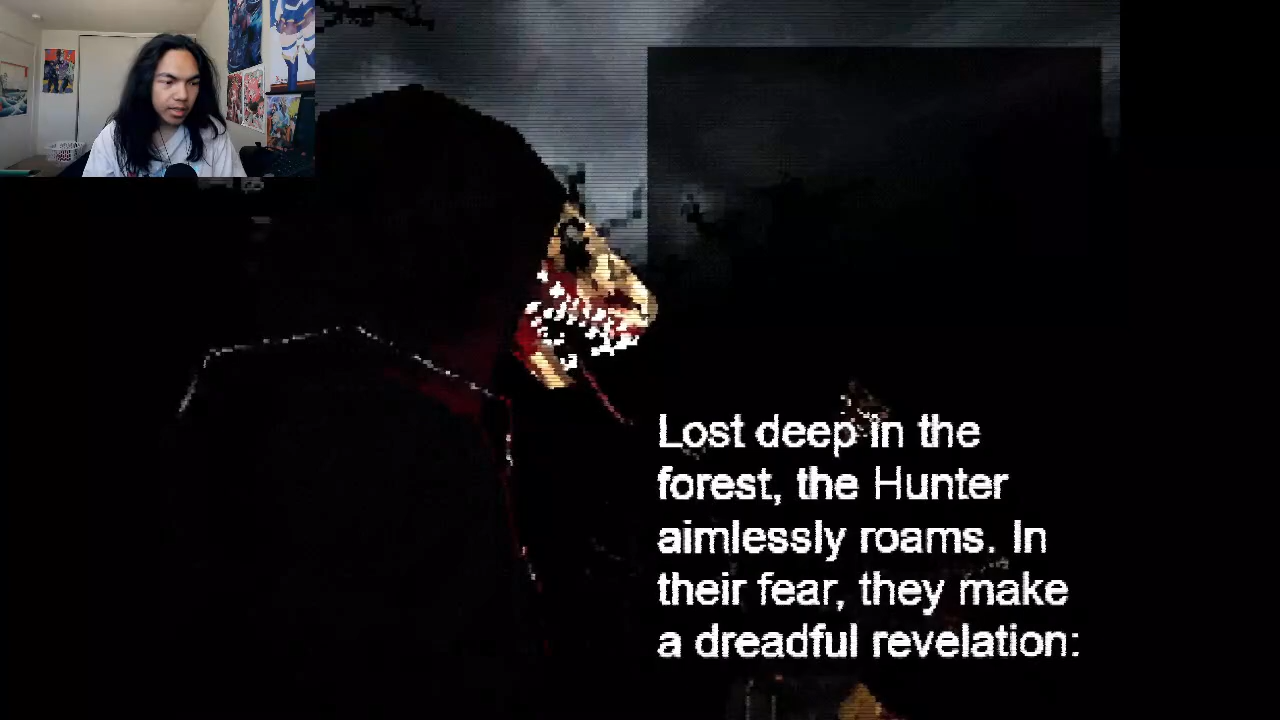 Lost deep in the
forest, the Hunter
aimlessly roams. In
their fear, they make
a dreadful revelation: